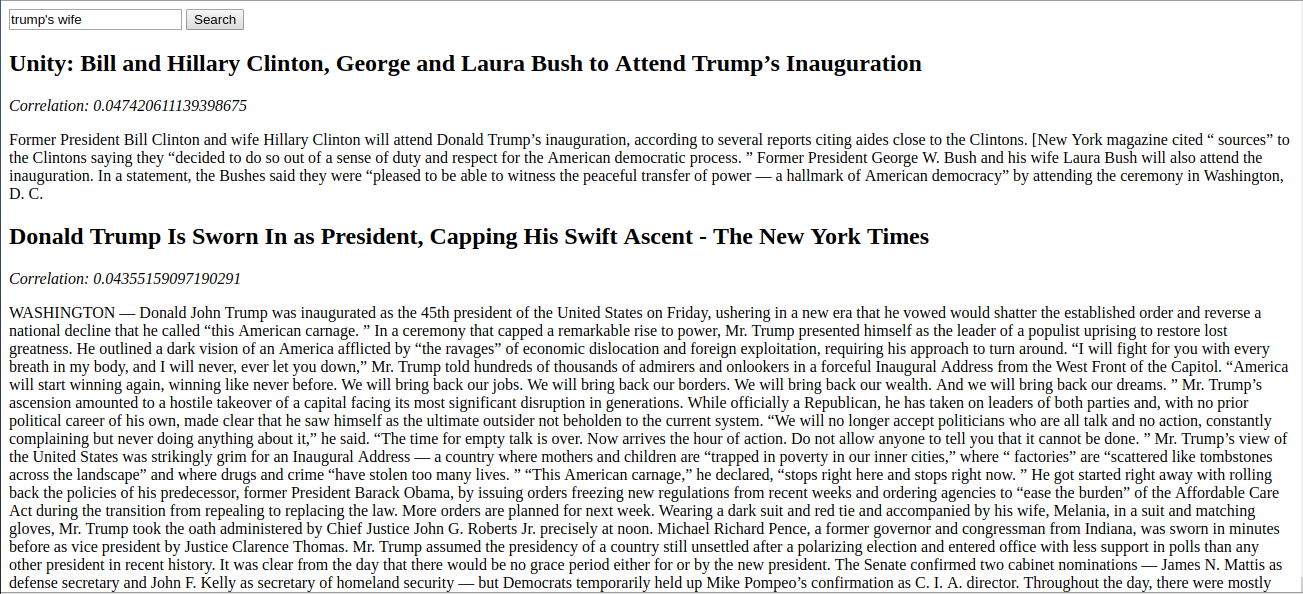 trump's wife Search
Unity: Bill and Hillary Clinton, George and Laura Bush to Attend Trump’s Inauguration
Correlation: 0.047420611139398675
Former President Bill Clinton and wife Hillary Clinton will attend Donald Trump’s inauguration, according to several reports citing aides close to the Clintons. [New York magazine cited “ sources” to
the Clintons saying they “decided to do so out of a sense of duty and respect for the American democratic process. ” Former President George W. Bush and his wife Laura Bush will also attend the
inauguration. In a statement, the Bushes said they were “pleased to be able to witness the peaceful transfer of power — a hallmark of American democracy” by attending the ceremony in Washington,
D. C.
Donald Trump Is Sworn In as President, Capping His Swift Ascent - The New York Times
Correlation: 0.04355159097190291
WASHINGTON — Donald John Trump was inaugurated as the 45th president of the United States on Friday, ushering in a new era that he vowed would shatter the established order and reverse a
national decline that he called “this American carnage. ” In a ceremony that capped a remarkable rise to power, Mr. Trump presented himself as the leader of a populist uprising to restore lost
greatness. He outlined a dark vision of an America afflicted by “the ravages” of economic dislocation and foreign exploitation, requiring his approach to turn around. “I will fight for you with every
breath in my body, and I will never, ever let you down,” Mr. Trump told hundreds of thousands of admirers and onlookers in a forceful Inaugural Address from the West Front of the Capitol. “America
will start winning again, winning like never before. We will bring back our jobs. We will bring back our borders. We will bring back our wealth. And we will bring back our dreams. ” Mr. Trump’s
ascension amounted to a hostile takeover of a capital facing its most significant disruption in generations. While officially a Republican, he has taken on leaders of both parties and, with no prior
political career of his own, made clear that he saw himself as the ultimate outsider not beholden to the current system. “We will no longer accept politicians who are all talk and no action, constantly
complaining but never doing anything about it,” he said. “The time for empty talk is over. Now arrives the hour of action. Do not allow anyone to tell you that it cannot be done. ” Mr. Trump’s view of
the United States was strikingly grim for an Inaugural Address — a country where mothers and children are “trapped in poverty in our inner cities,” where “ factories” are “scattered like tombstones
across the landscape” and where drugs and crime “have stolen too many lives. ” “This American carnage,” he declared, “stops right here and stops right now. ” He got started right away with rolling
back the policies of his predecessor, former President Barack Obama, by issuing orders freezing new regulations from recent weeks and ordering agencies to “ease the burden” of the Affordable Care
Act during the transition from repealing to replacing the law. More orders are planned for next week. Wearing a dark suit and red tie and accompanied by his wife, Melania, in a suit and matching
gloves, Mr. Trump took the oath administered by Chief Justice John G. Roberts Jr. precisely at noon. Michael Richard Pence, a former governor and congressman from Indiana, was sworn in minutes
before as vice president by Justice Clarence Thomas. Mr. Trump assumed the presidency of a country still unsettled after a polarizing election and entered office with less support in polls than any
other president in recent history. It was clear from the day that there would be no grace period either for or by the new president. The Senate confirmed two cabinet nominations — James N. Mattis as
defense secretary and John F. Kelly as secretary of homeland security — but Democrats temporarily held up Mike Pompeo’s confirmation as C. I. A. director. Throughout the day, there were mostly